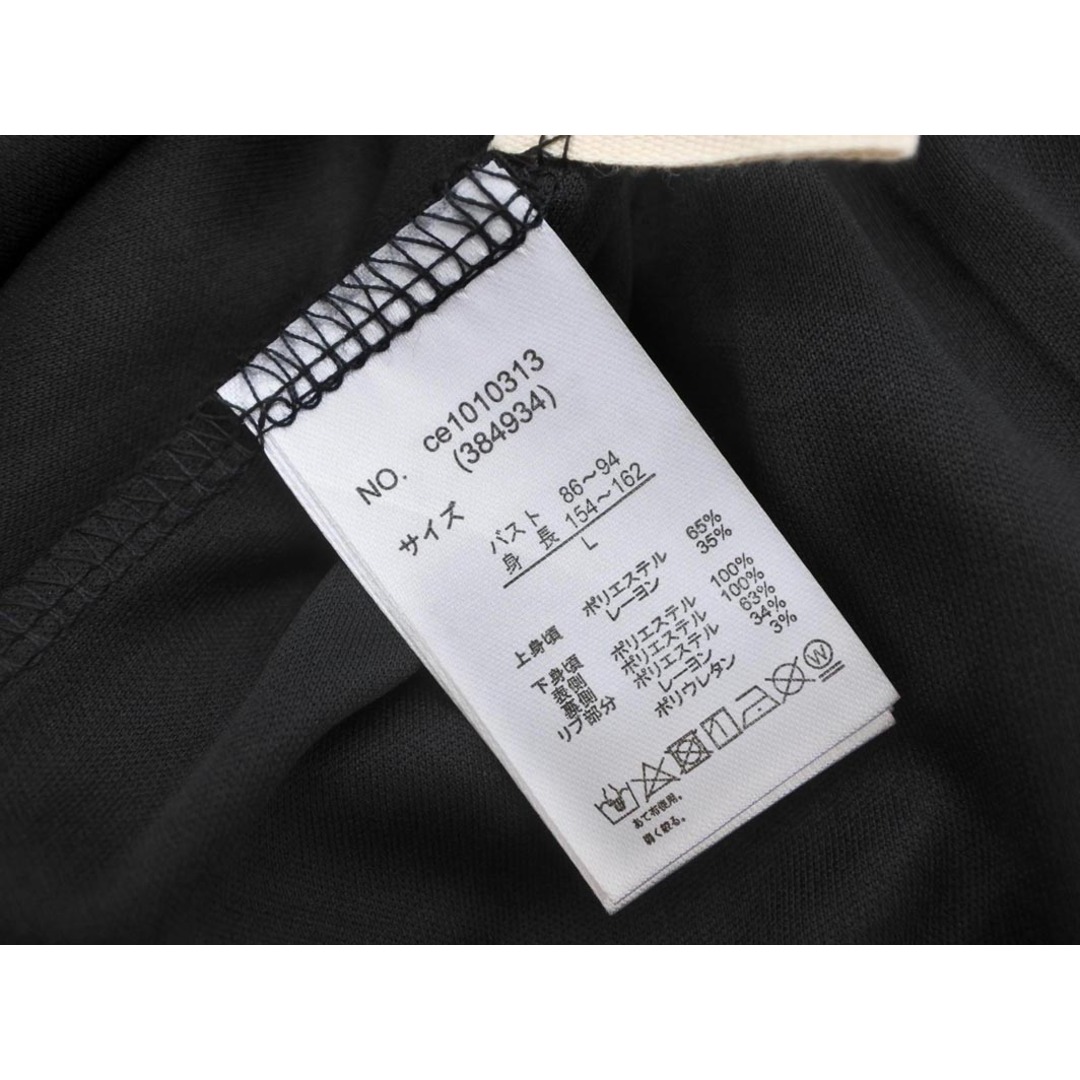 NO. ce1010313
(384934)
サイズ バスト 86～94
身長 154～162
L
上身頃 ポリエステル 65%
レーヨン 35%
下身頃
表側 ポリエステル 100%
裏側 ポリエステル 100%
リブ部分 ポリエステル 63%
レーヨン 34%
ポリウレタン 3%
W
あて布使用。
弱く絞る。